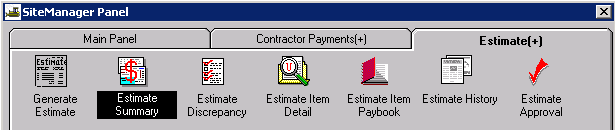 SiteManager Panel
Main Panel
Contractor Payments(+)
Estimate(+)
Generate Estimate
Estimate Summary
Estimate Discrepancy
Estimate Item Detail
Estimate Item Paybook
Estimate History
Estimate Approval